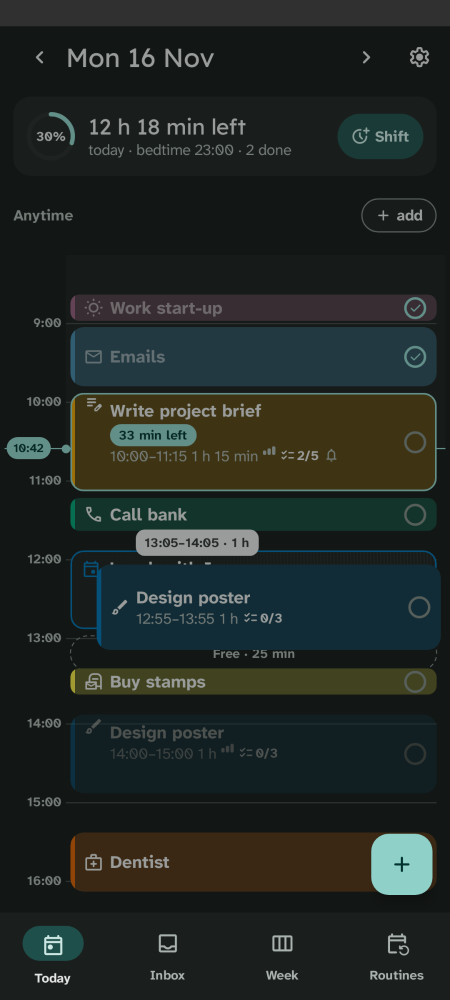 Mon 16 Nov
30%
12 h 18 min left
today · bedtime 23:00 · 2 done
Shift
Anytime
+ add
Work start-up
9:00
Emails
10:00
Write project brief
33 min left
10:42
10:00–11:15 1 h 15 min 2/5
11:00
Call bank
13:05–14:05 · 1 h
12:00
Design poster
12:55–13:55 1 h 0/3
13:00
Free · 25 min
Buy stamps
14:00
Design poster
14:00–15:00 1 h 0/3
15:00
Dentist
16:00
Today
Inbox
Week
Routines